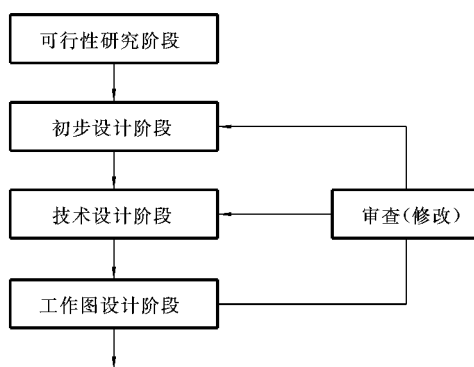 可行性研究阶段
初步设计阶段
技术设计阶段
审查(修改)
工作图设计阶段